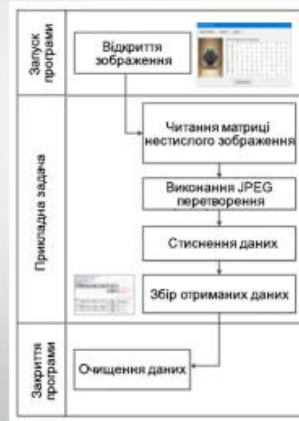 Запуск
програми
Відкриття
зображення
Прикладна задача
Читання матриці
нестислого зображення
Виконання JPEG
перетворення
Стиснення даних
Збір отриманих даних
Закриття
програми
Очищення даних